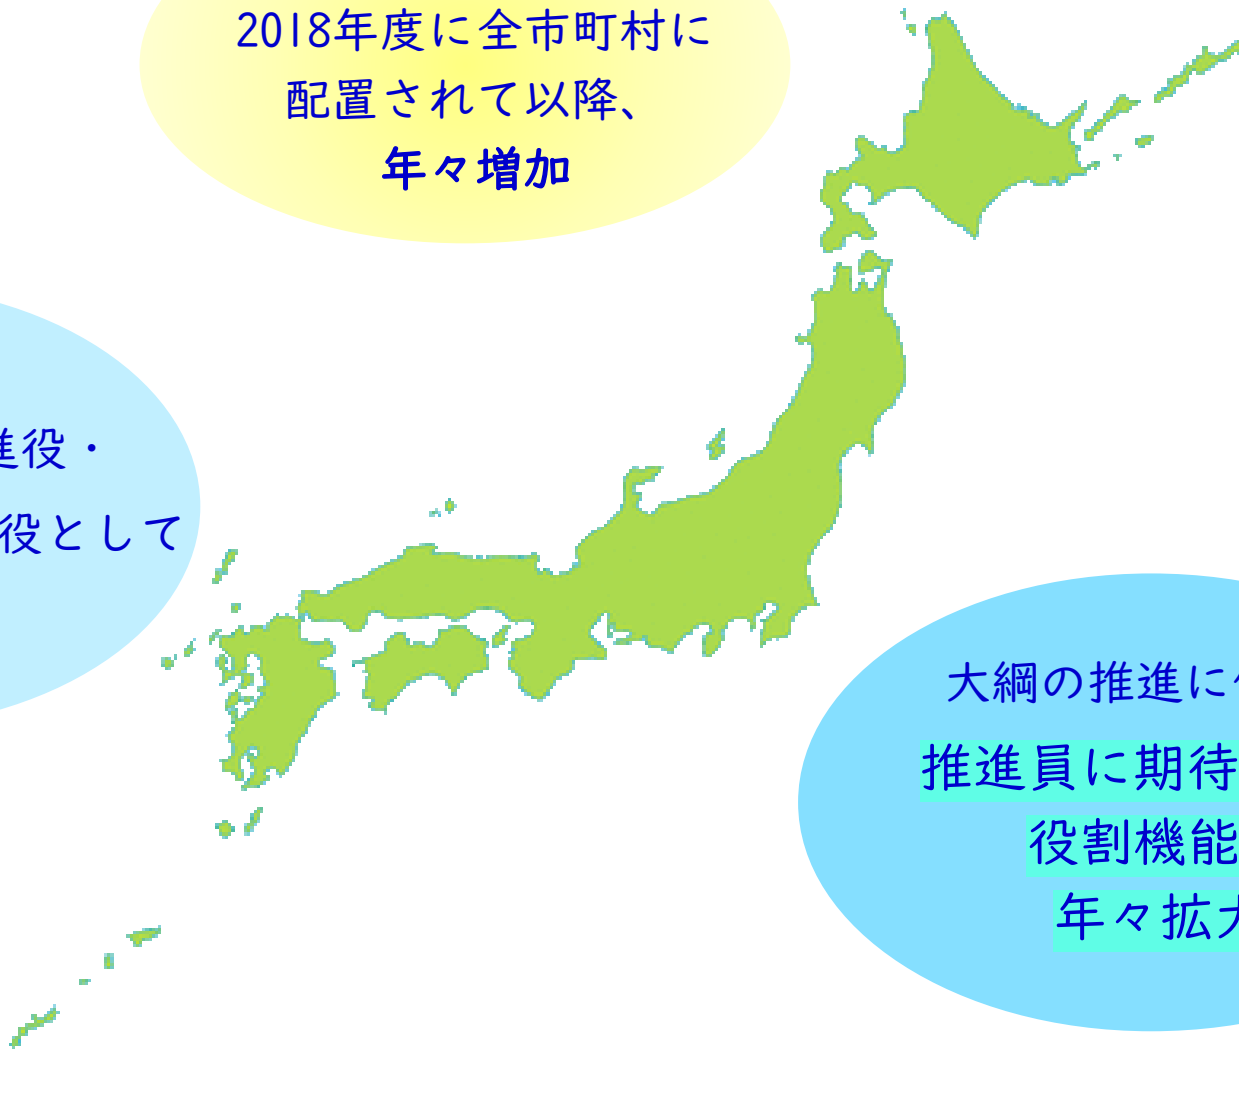 2018年度に全市町村に
配置されて以降、
年々増加
進役・
役として
大綱の推進に
推進員に期待
役割機能
年々拡大